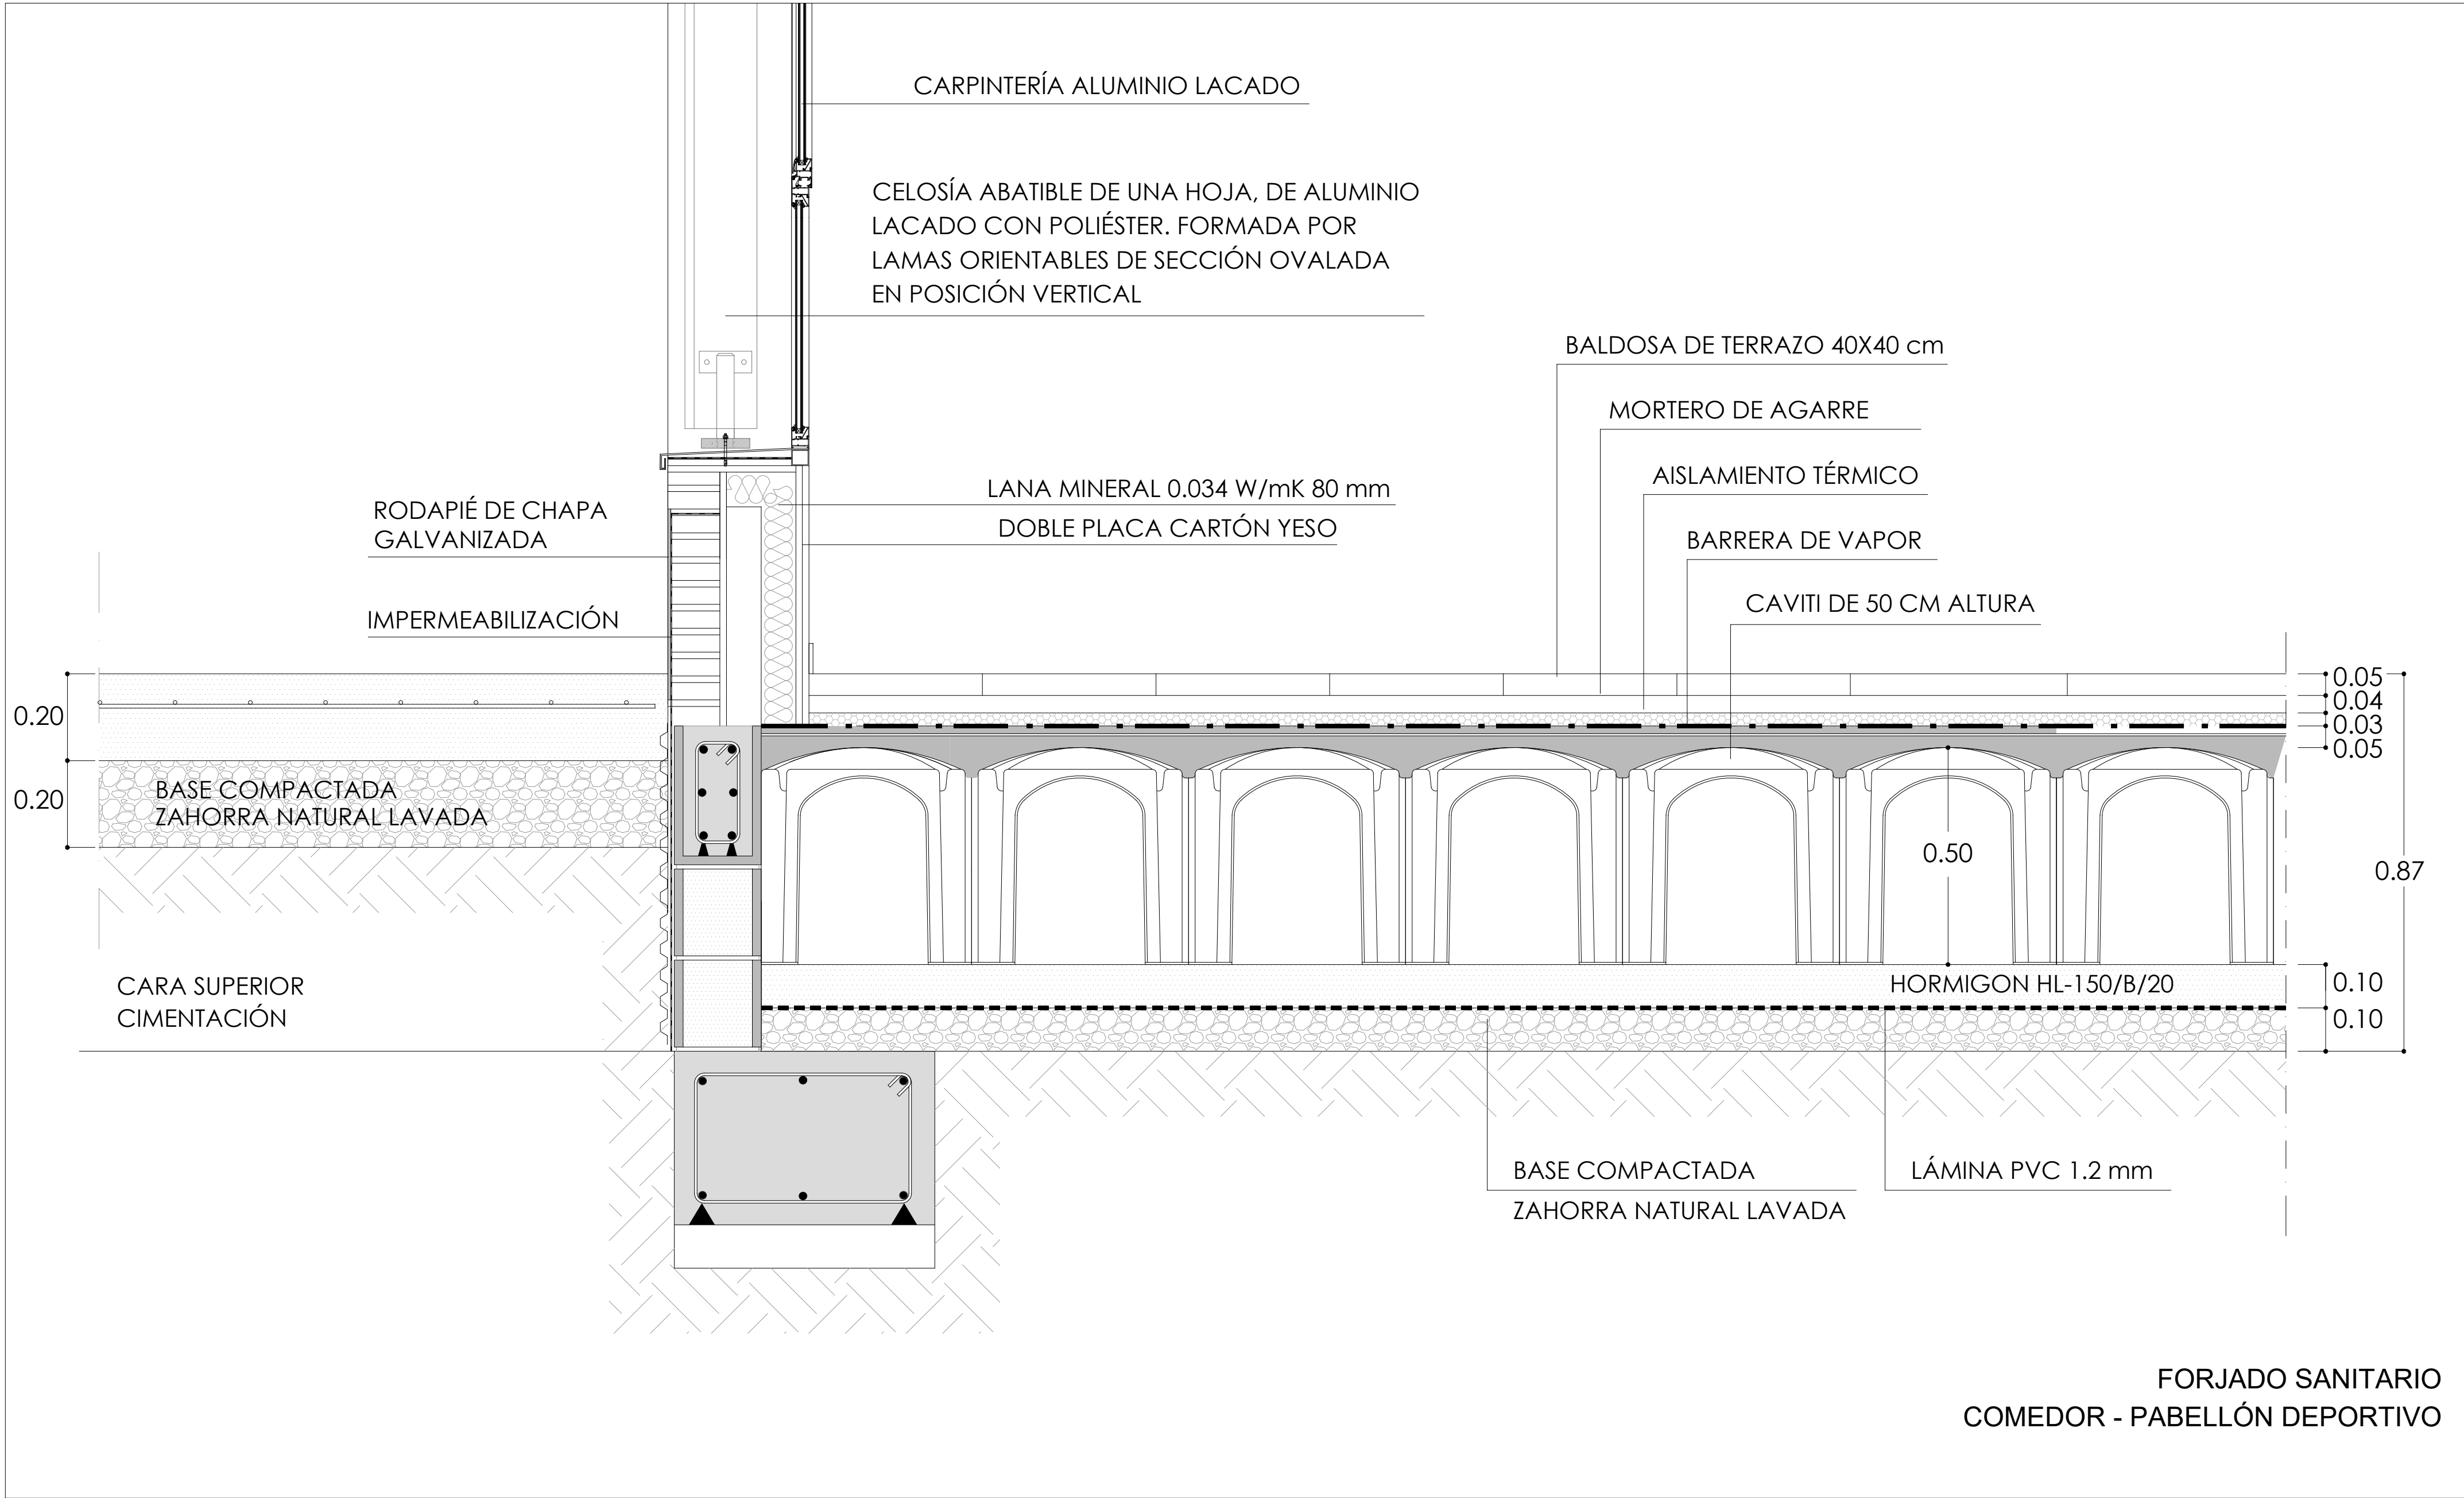 CARPINTERÍA ALUMINIO LACADO
CELOSÍA ABATIBLE DE UNA HOJA, DE ALUMINIO
LACADO CON POLIÉSTER. FORMADA POR
LAMAS ORIENTABLES DE SECCIÓN OVALADA
EN POSICIÓN VERTICAL
BALDOSA DE TERRAZO 40X40 cm
MORTERO DE AGARRE
AISLAMIENTO TÉRMICO
BARRERA DE VAPOR
CAVITI DE 50 CM ALTURA
LANA MINERAL 0.034 W/mK 80 mm
DOBLE PLACA CARTÓN YESO
RODAPIÉ DE CHAPA
GALVANIZADA
IMPERMEABILIZACIÓN
0.20
0.20
BASE COMPACTADA
ZAHORRA NATURAL LAVADA
CARA SUPERIOR
CIMENTACIÓN
0.05
0.04
0.03
0.05
0.50
0.87
HORMIGON HL-150/B/20
0.10
0.10
BASE COMPACTADA
ZAHORRA NATURAL LAVADA
LÁMINA PVC 1.2 mm
FORJADO SANITARIO
COMEDOR - PABELLÓN DEPORTIVO